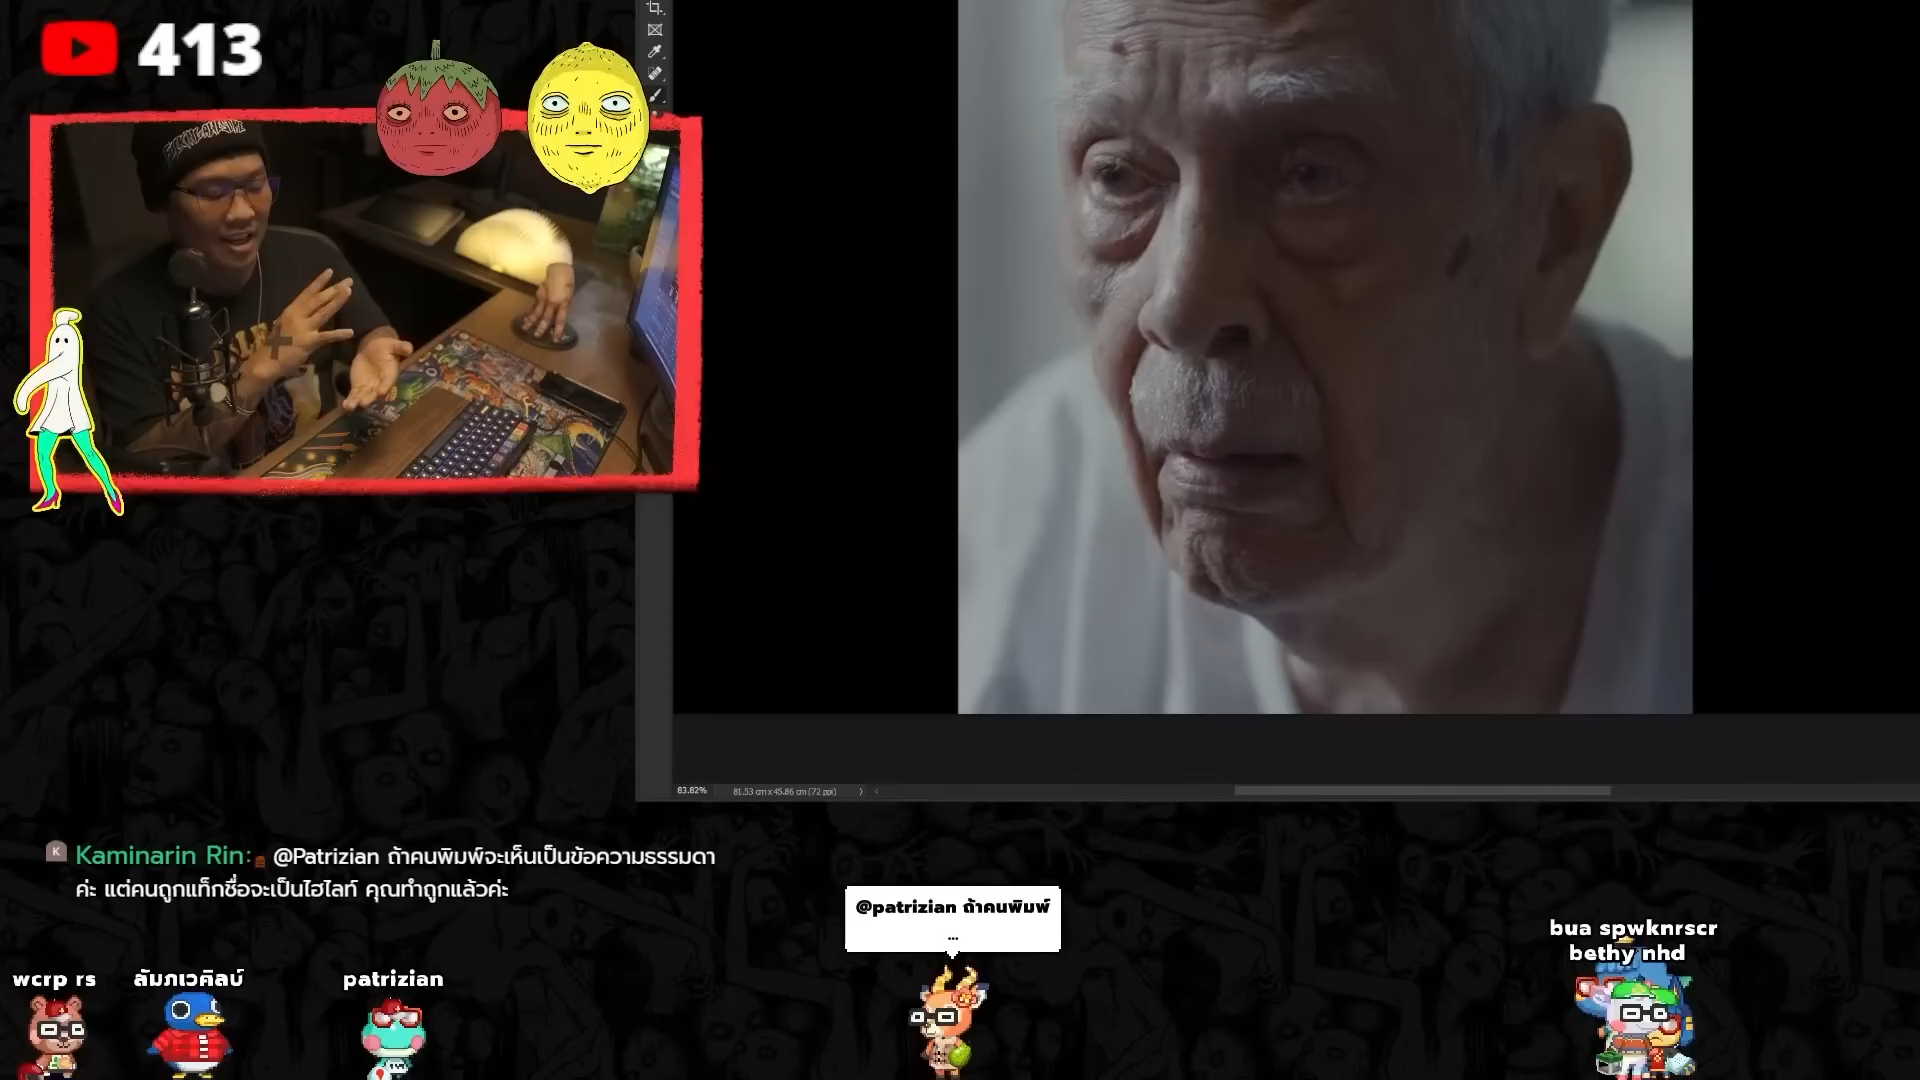 413
83.82%
81.53 cm x 45.86 cm (72 ppi)
K
Kaminarin Rin: @Patrizian ถ้าคนพิมพ์จะเห็นเป็นข้อความธรรมดา
ค่ะ แต่คนถูกแท็กชื่อจะเป็นไฮไลท์ คุณทำถูกแล้วค่ะ
@patrizian ถ้าคนพิมพ์
...
bua spwknrscr
bethy nhd
wcrp rs
ลัมภเวศิลป์
patrizian